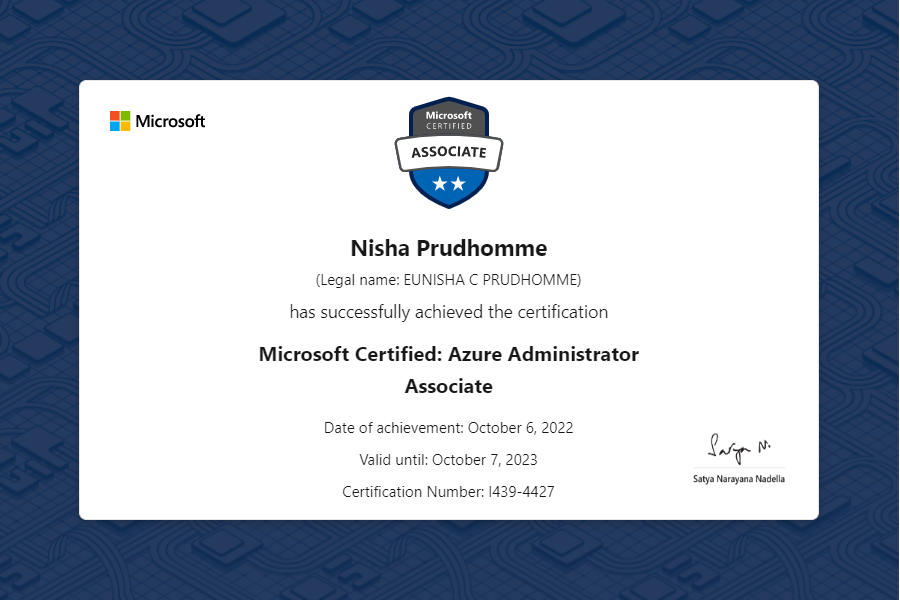 Microsoft
Microsoft
CERTIFIED
ASSOCIATE
Nisha Prudhomme
(Legal name: EUNISHA C PRUDHOMME)
has successfully achieved the certification
Microsoft Certified: Azure Administrator
Associate
Date of achievement: October 6, 2022
Valid until: October 7, 2023
Certification Number: I439-4427
Satya N.
Satya Narayana Nadella